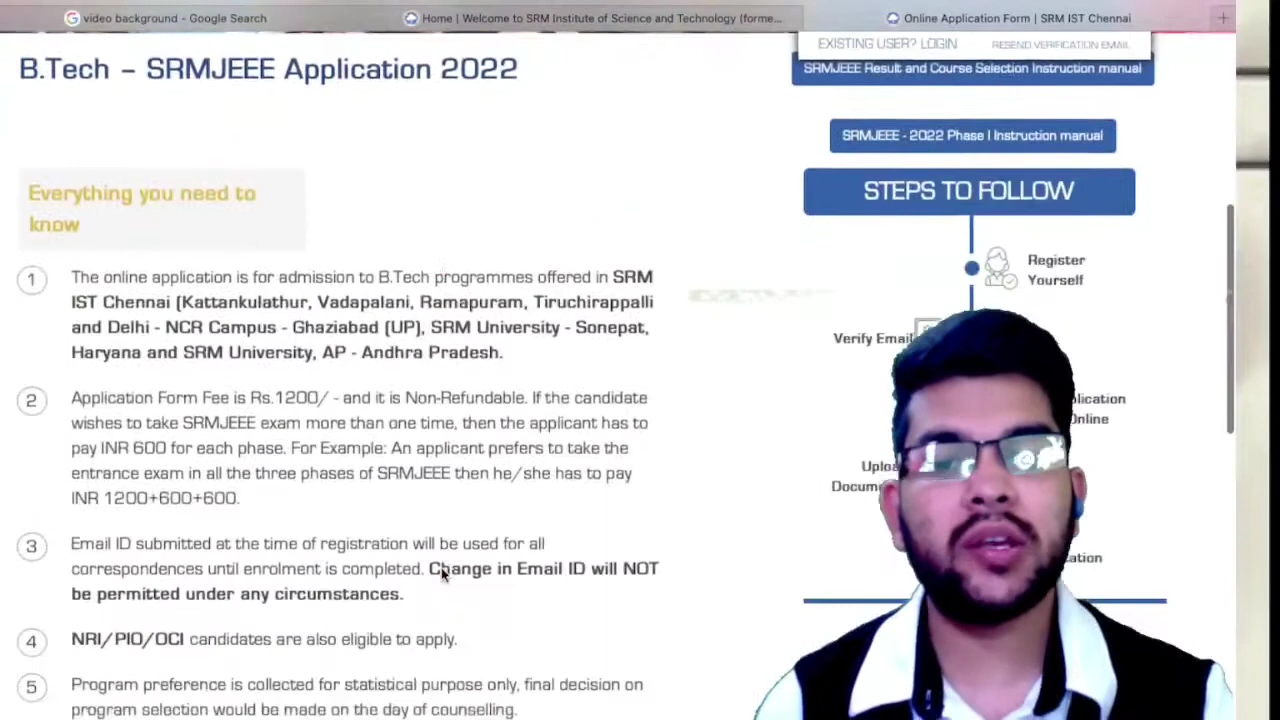 video background - Google Search
Home | Welcome to SRM Institute of Science and Technology (forme...
Online Application Form | SRM IST Chennai
EXISTING USER? LOGIN
RESEND VERIFICATION EMAIL
B.Tech – SRMJEEE Application 2022
SRMJEEE Result and Course Selection Instruction manual
SRMJEEE - 2022 Phase I Instruction manual
STEPS TO FOLLOW
Register
Yourself
Verify Email
Everything you need to
know
1
The online application is for admission to B.Tech programmes offered in SRM
IST Chennai (Kattankulathur, Vadapalani, Ramapuram, Tiruchirappalli
and Delhi - NCR Campus - Ghaziabad (UP), SRM University - Sonepat,
Haryana and SRM University, AP - Andhra Pradesh.
2
Application Form Fee is Rs.1200/ - and it is Non-Refundable. If the candidate
wishes to take SRMJEEE exam more than one time, then the applicant has to
pay INR 600 for each phase. For Example: An applicant prefers to take the
entrance exam in all the three phases of SRMJEEE then he/she has to pay
INR 1200+600+600.
3
Email ID submitted at the time of registration will be used for all
correspondences until enrolment is completed. Change in Email ID will NOT
be permitted under any circumstances.
4
NRI/PIO/OCI candidates are also eligible to apply.
5
Program preference is collected for statistical purpose only, final decision on
program selection would be made on the day of counselling.